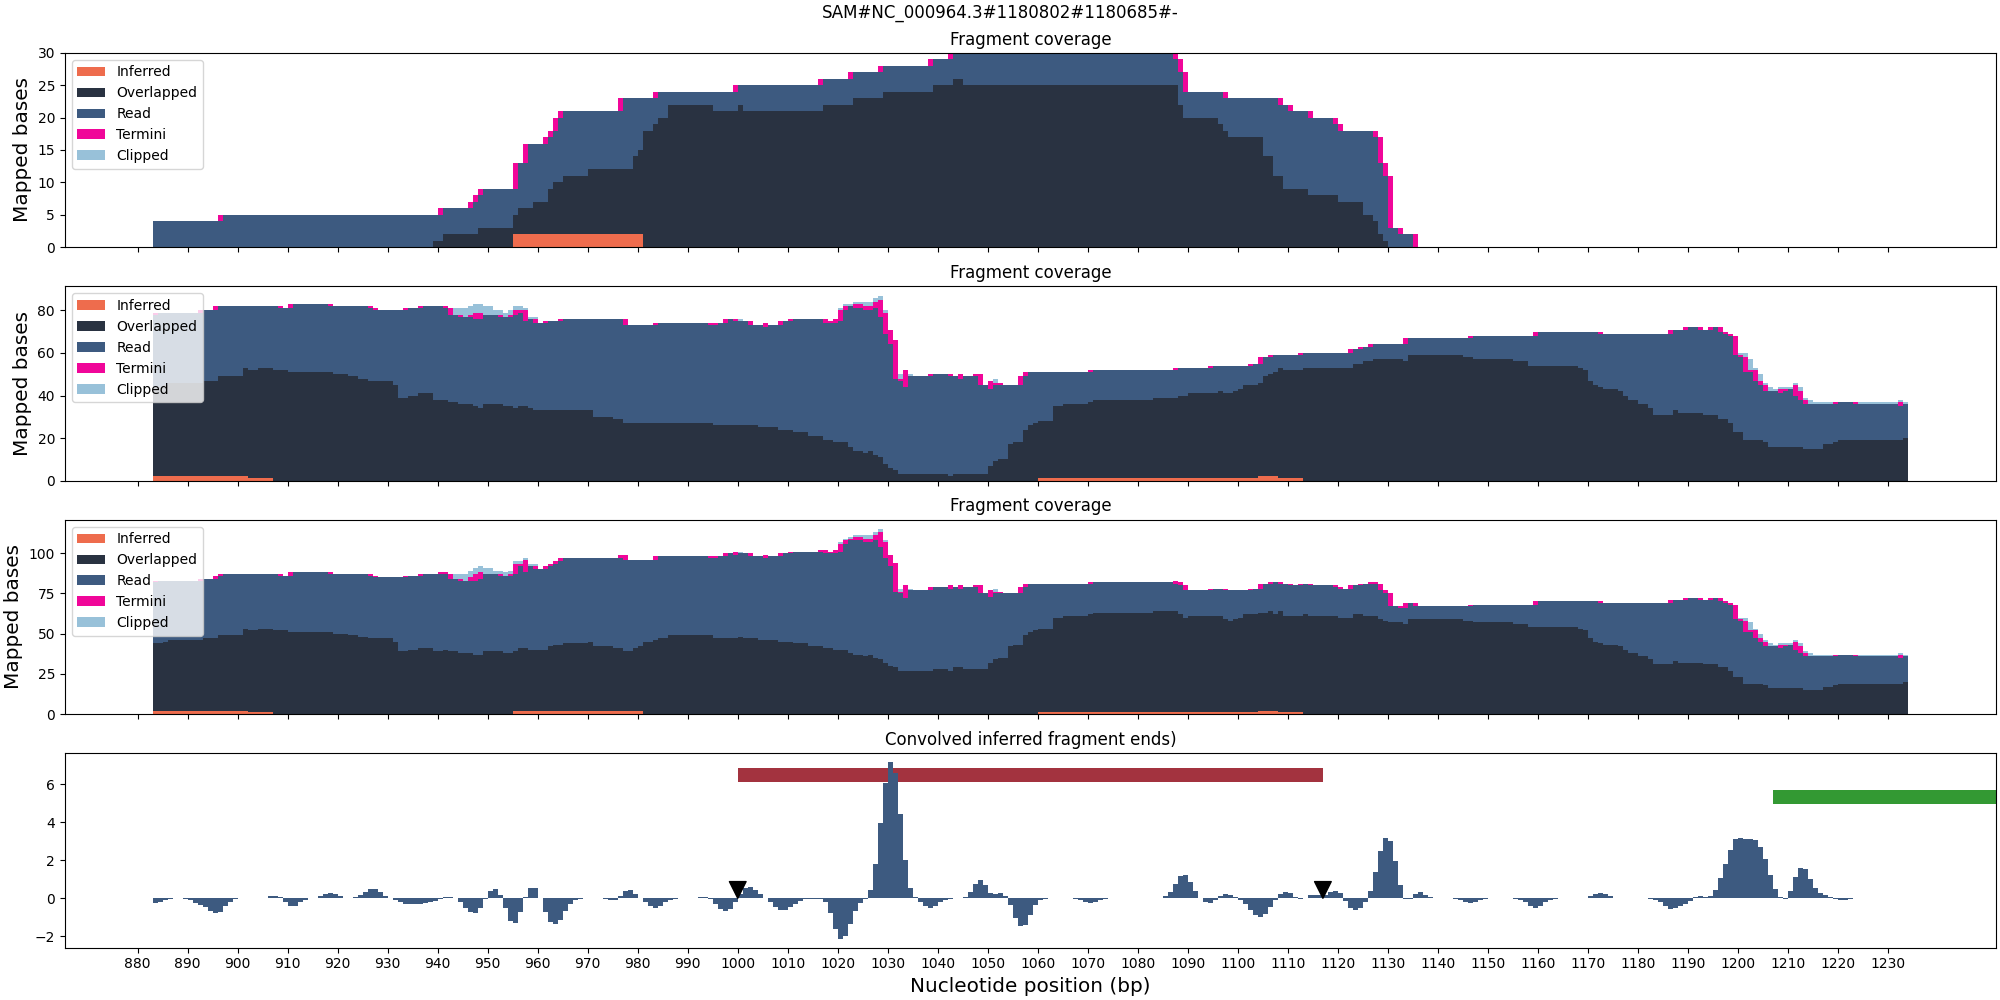 SAM#NC_000964.3#1180802#1180685#-
Fragment coverage
Mapped bases
30
25
20
15
10
5
0
Inferred
Overlapped
Read
Termini
Clipped
Fragment coverage
Mapped bases
80
60
40
20
0
Inferred
Overlapped
Read
Termini
Clipped
Fragment coverage
Mapped bases
100
75
50
25
0
Inferred
Overlapped
Read
Termini
Clipped
Convolved inferred fragment ends)
6
4
2
0
−2
880 890 900 910 920 930 940 950 960 970 980 990 1000 1010 1020 1030 1040 1050 1060 1070 1080 1090 1100 1110 1120 1130 1140 1150 1160 1170 1180 1190 1200 1210 1220 1230
Nucleotide position (bp)